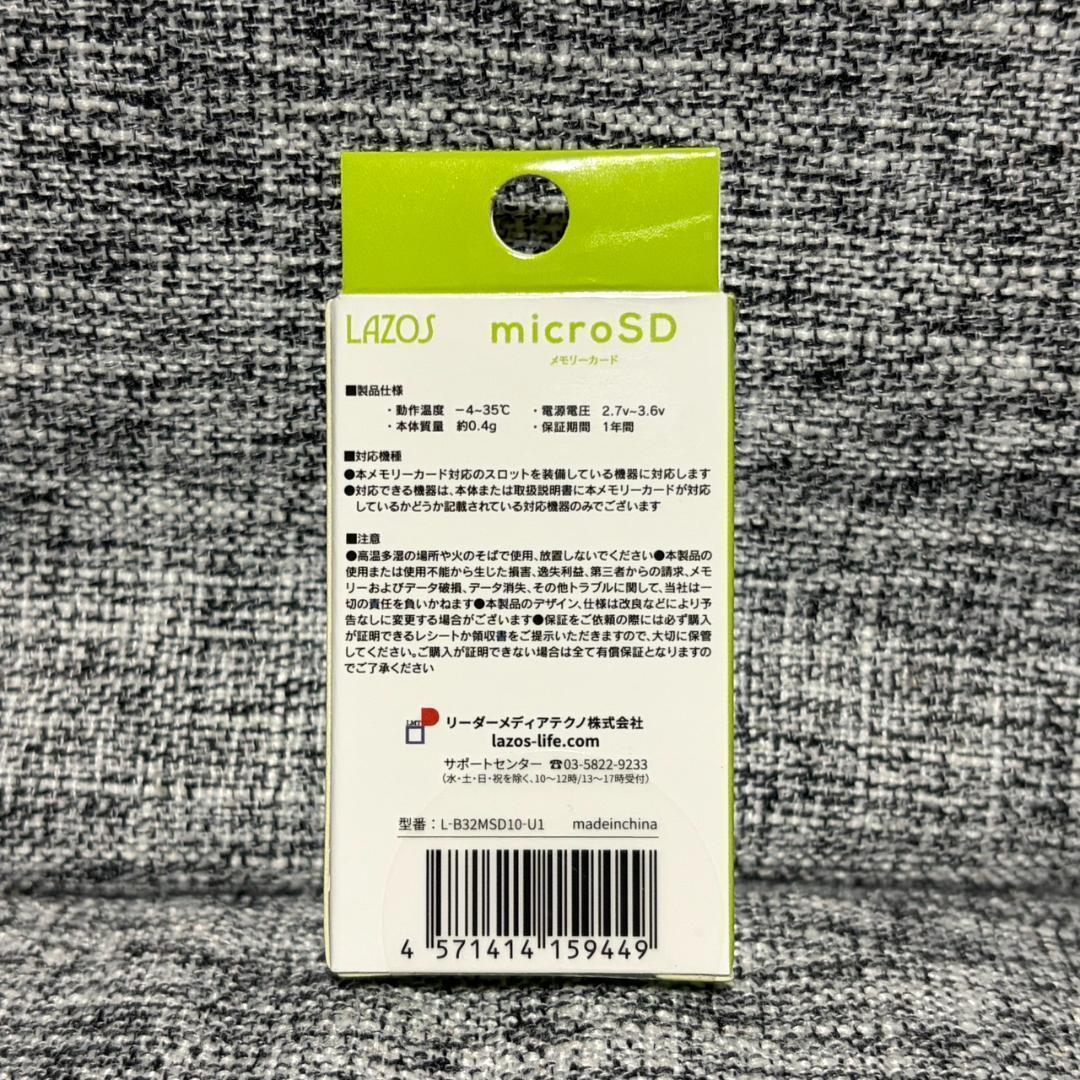 LAZOS microSD
メモリーカード
■製品仕様
・動作温度 －4~35℃ ・電源電圧 2.7v~3.6v
・本体質量 約0.4g ・保証期間 1年間
■対応機種
●本メモリーカード対応のスロットを装備している機器に対応します
●対応できる機器は、本体または取扱説明書に本メモリーカードが対応
しているかどうか記載されている対応機器のみでございます
■注意
●高温多湿の場所や火のそばで使用、放置しないでください●本製品の
使用または使用不能から生じた損害、逸失利益、第三者からの請求、メモ
リーおよびデータ破損、データ消失、その他トラブルに関して、当社は一
切の責任を負いかねます●本製品のデザイン、仕様は改良などにより予
告なしに変更する場合がございます●保証をご依頼の際には必ず購入
が証明できるレシートか領収書をご提示いただきますので、大切に保管
してください。ご購入が証明できない場合は全て有償保証となりますの
でご了承ください
LMT リーダーメディアテクノ株式会社
lazos-life.com
サポートセンター ☎03-5822-9233
（水・土・日・祝を除く、10～12時/13～17時受付）
型番：L-B32MSD10-U1 madeinchina
4 571414 159449